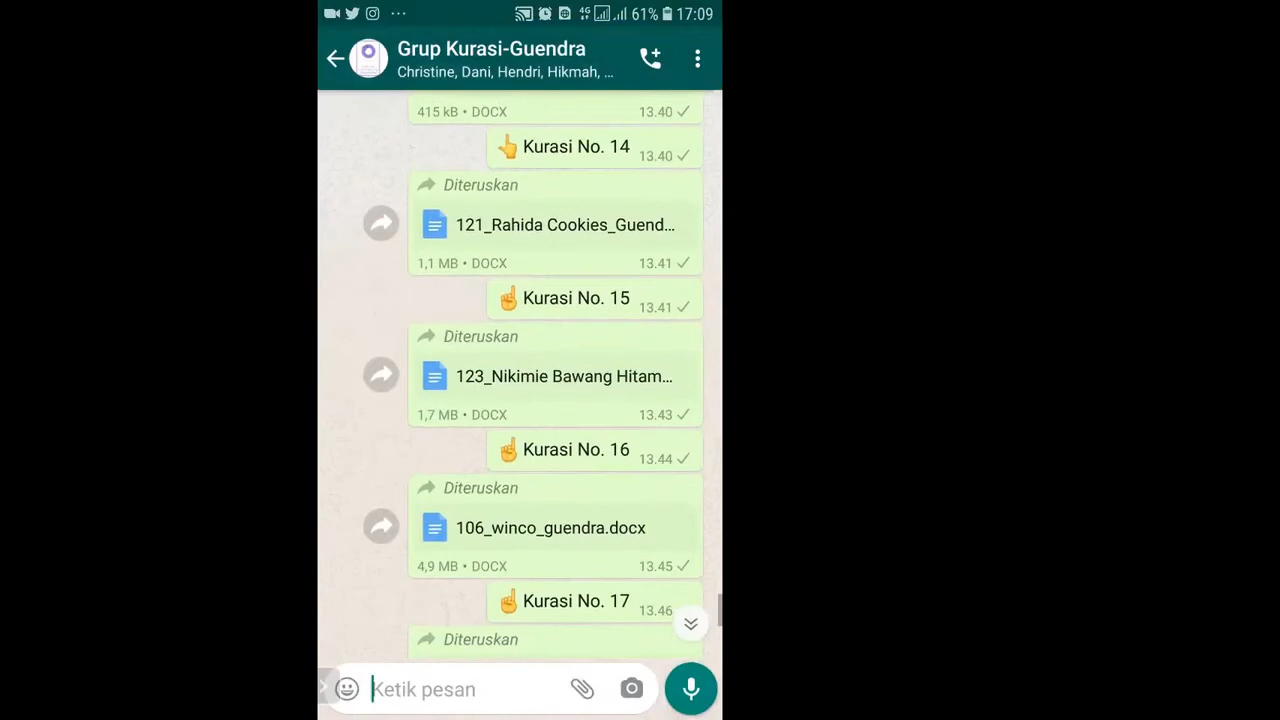 61% 17:09
Grup Kurasi-Guendra
Christine, Dani, Hendri, Hikmah, ...
415 kB • DOCX 13.40
👆 Kurasi No. 14 13.40
Diteruskan
121_Rahida Cookies_Guend...
1,1 MB • DOCX 13.41
☝ Kurasi No. 15 13.41
Diteruskan
123_Nikimie Bawang Hitam...
1,7 MB • DOCX 13.43
☝ Kurasi No. 16 13.44
Diteruskan
106_winco_guendra.docx
4,9 MB • DOCX 13.45
☝ Kurasi No. 17 13.46
Diteruskan
Ketik pesan